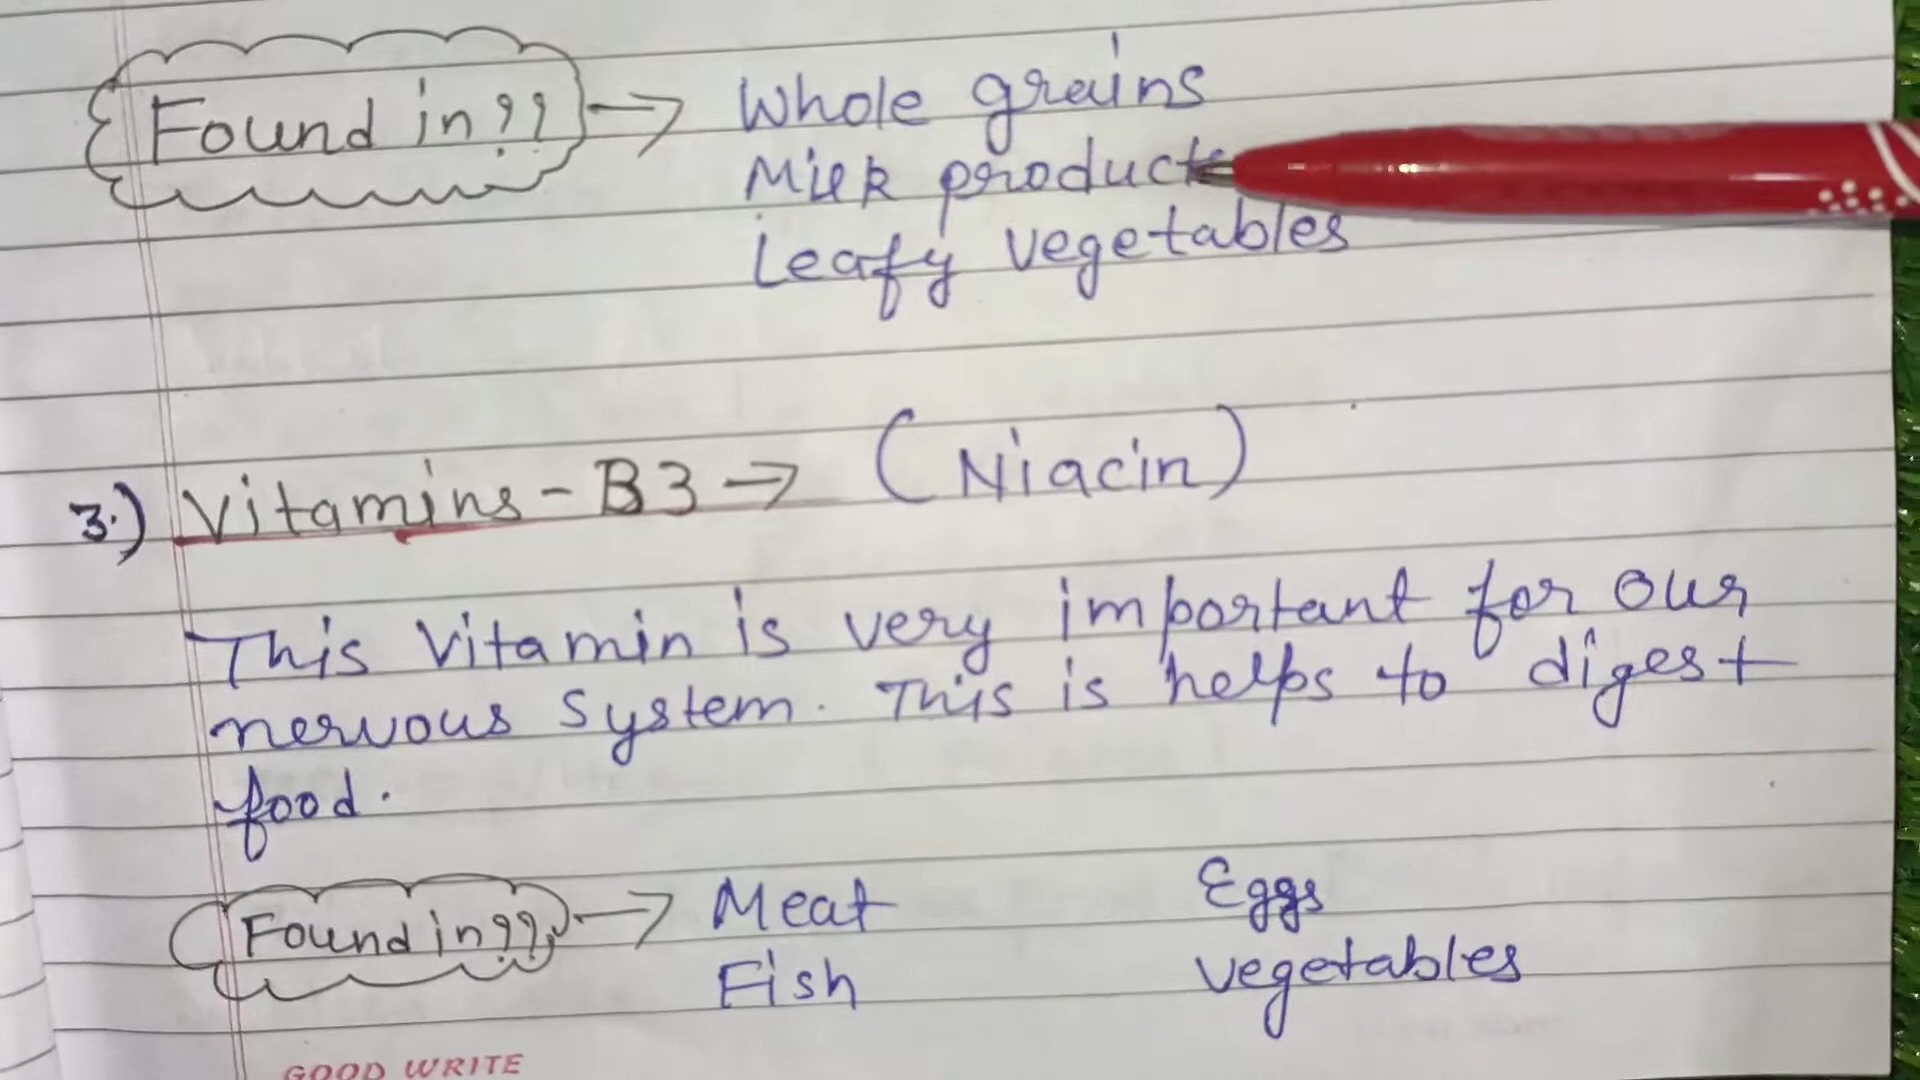 Found in?? → Whole grains
Milk products
Leafy vegetables
3.) Vitamins - B3 → (Niacin)
This Vitamin is very important for our
nervous system. This is helps to digest
food.
Found in?? → Meat Eggs
Fish vegetables
GOOD WRITE